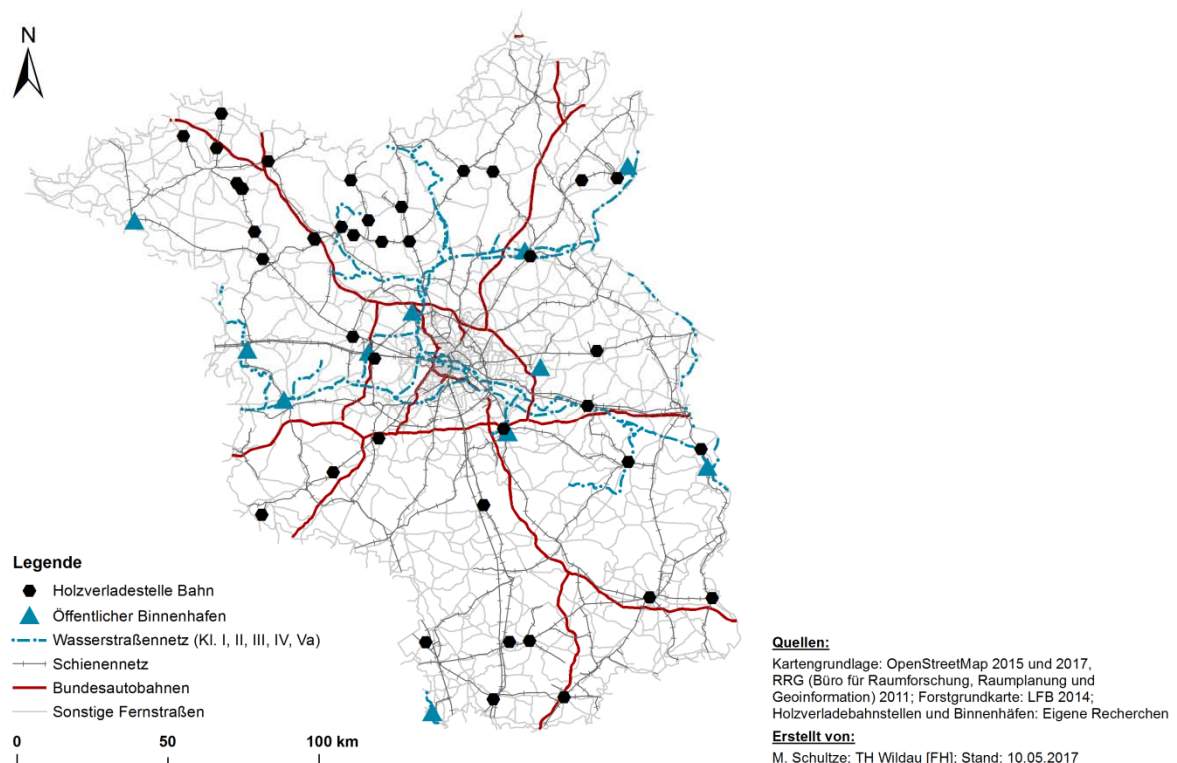 N
Legende
Holzverladestelle Bahn
Öffentlicher Binnenhafen
Wasserstraßennetz (Kl. I, II, III, IV, Va)
Schienennetz
Bundesautobahnen
Sonstige Fernstraßen
0 50 100 km
Quellen:
Kartengrundlage: OpenStreetMap 2015 und 2017,
RRG (Büro für Raumforschung, Raumplanung und
Geoinformation) 2011; Forstgrundkarte: LFB 2014;
Holzverladebahnstellen und Binnenhäfen: Eigene Recherchen
Erstellt von:
M. Schultze; TH Wildau [FH]; Stand: 10.05.2017